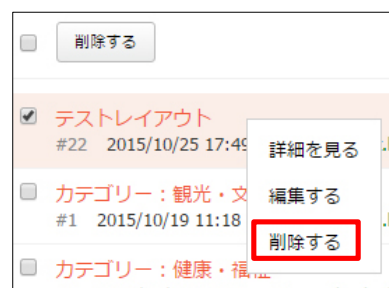 削除する
テストレイアウト
#22 2015/10/25 17:49
詳細を見る
カテゴリー：観光・文
編集する
#1 2015/10/19 11:18
削除する
カテゴリー：健康・福祉